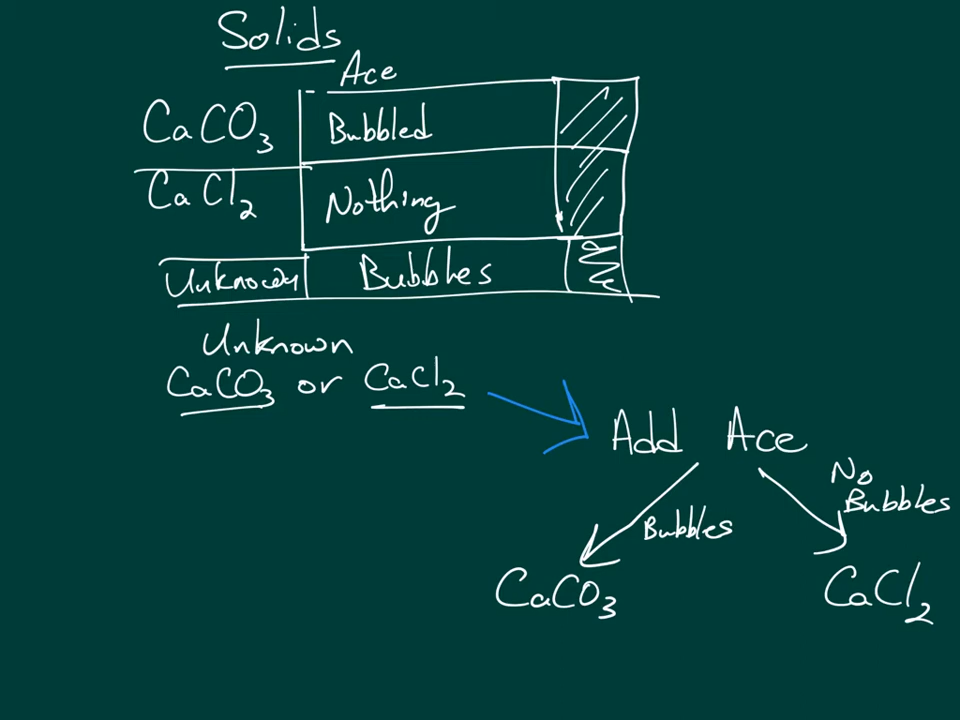 Solids
Ace
CaCO3 Bubbled
CaCl2 Nothing
Unknown Bubbles
Unknown
CaCO3 or CaCl2
Add Ace
No
Bubbles
Bubbles
CaCO3 CaCl2